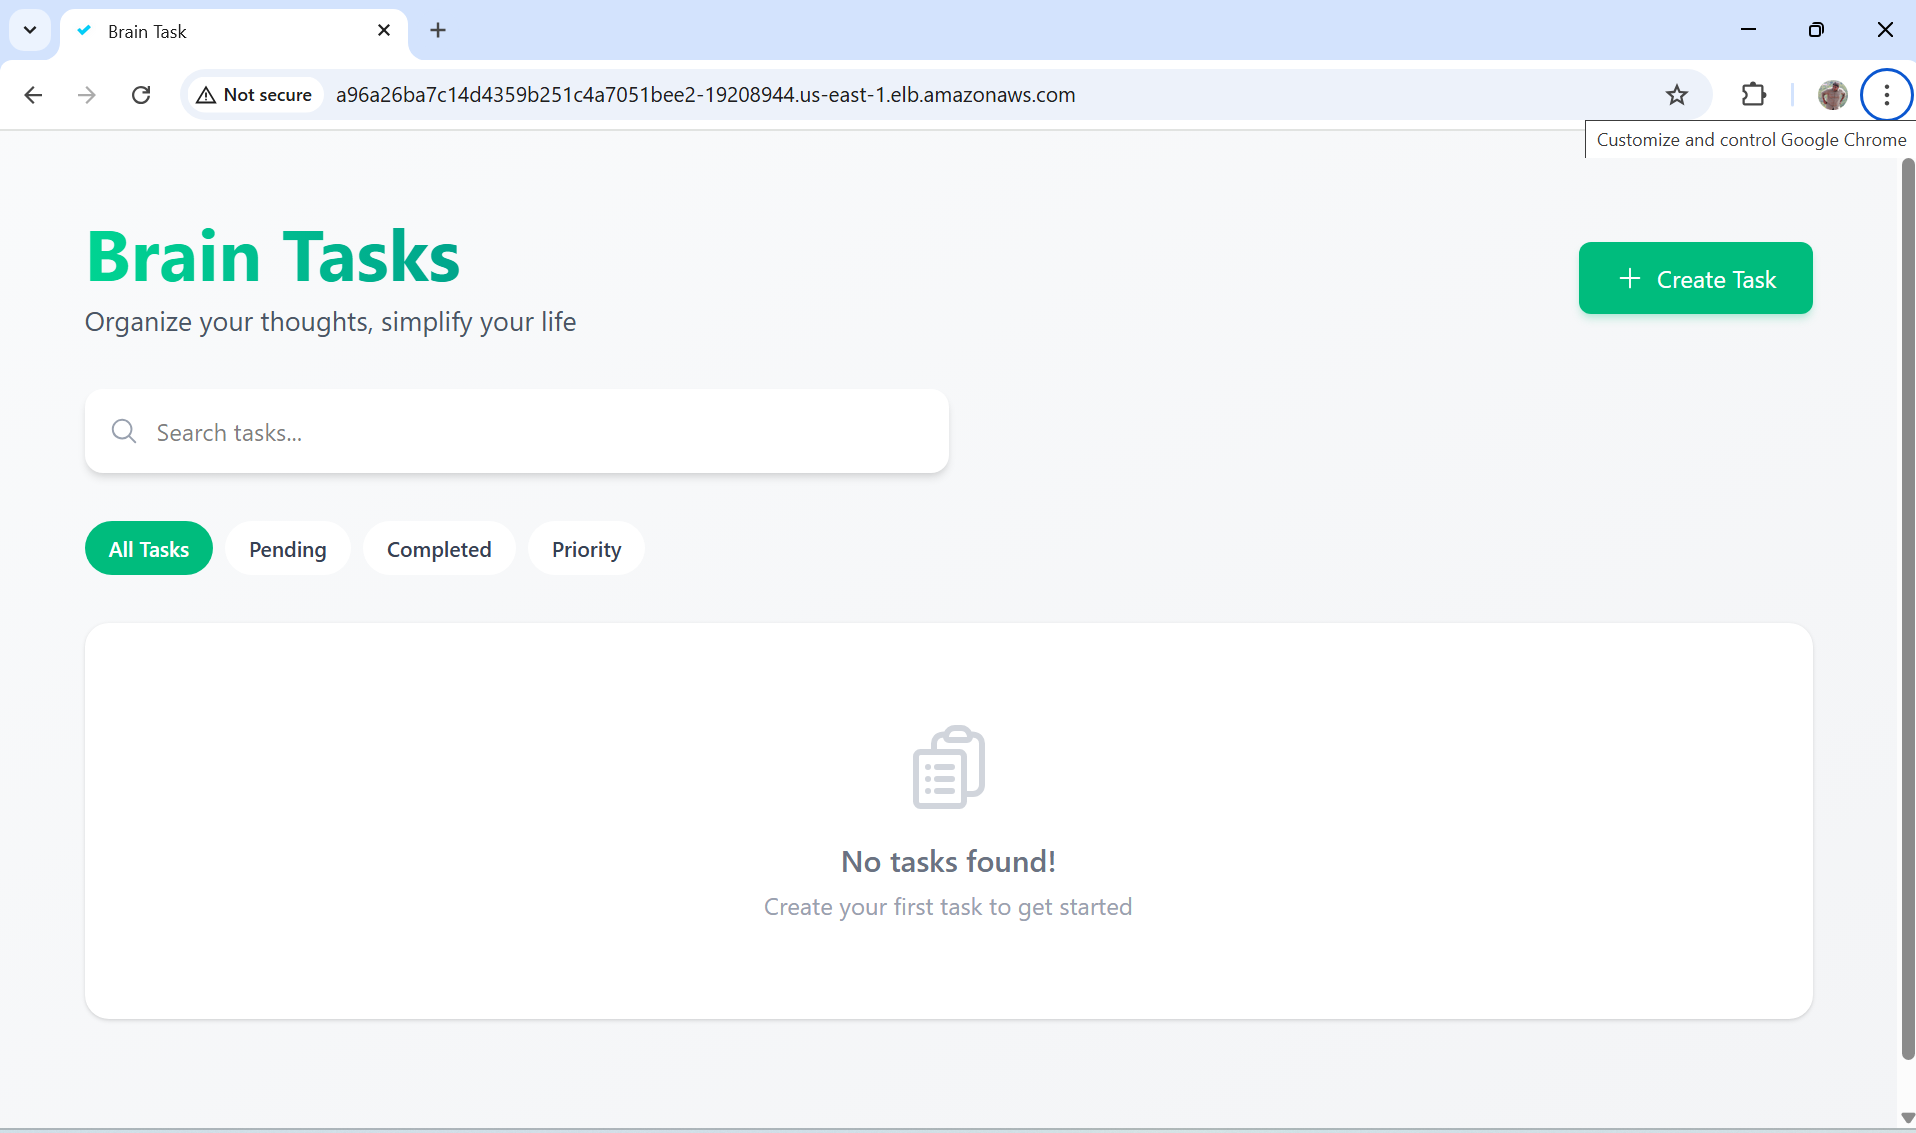 Brain Task
Not secure
a96a26ba7c14d4359b251c4a7051bee2-19208944.us-east-1.elb.amazonaws.com
Customize and control Google Chrome
Brain Tasks
Organize your thoughts, simplify your life
Create Task
Search tasks...
All Tasks
Pending
Completed
Priority
No tasks found!
Create your first task to get started